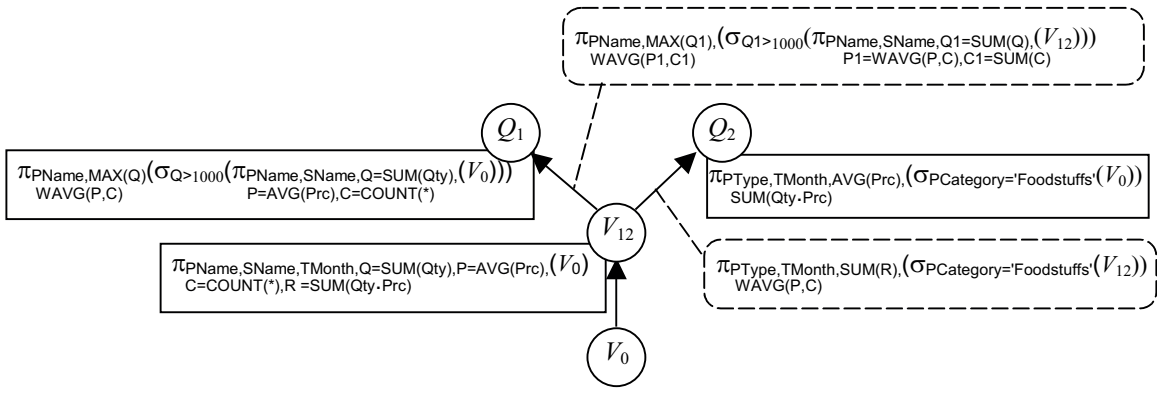 πPName,MAX(Q1),(σQ1>1000(πPName,SName,Q1=SUM(Q),(V12)))
WAVG(P1,C1) P1=WAVG(P,C),C1=SUM(C)
Q1
Q2
πPName,MAX(Q)(σQ>1000(πPName,SName,Q=SUM(Qty),(V0)))
WAVG(P,C) P=AVG(Prc),C=COUNT(*)
πPType,TMonth,AVG(Prc),(σPCategory='Foodstuffs'(V0))
SUM(Qty·Prc)
V12
πPName,SName,TMonth,Q=SUM(Qty),P=AVG(Prc),(V0)
C=COUNT(*),R =SUM(Qty·Prc)
πPType,TMonth,SUM(R),(σPCategory='Foodstuffs'(V12))
WAVG(P,C)
V0